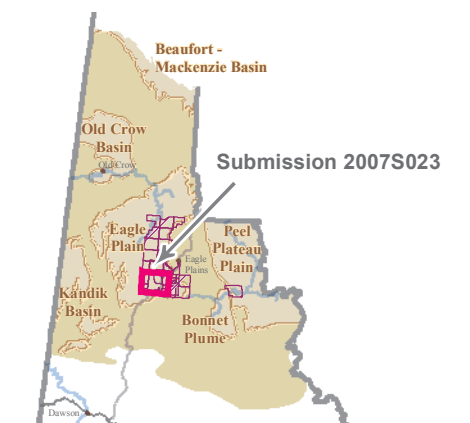 Beaufort -
Mackenzie Basin
Old Crow
Basin
Old Crow
Submission 2007S023
Eagle
Plain
Eagle
Plains
Peel
Plateau
Plain
Kandik
Basin
Bonnet
Plume
Dawson